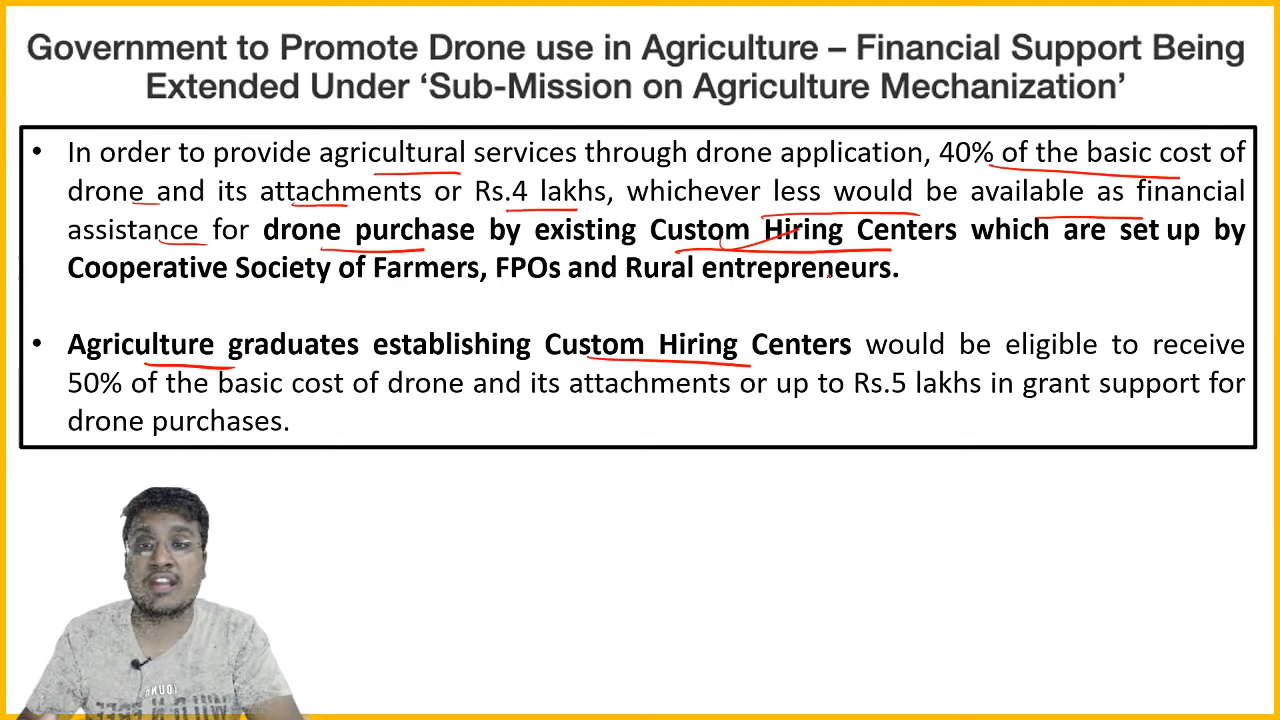 Government to Promote Drone use in Agriculture – Financial Support Being
Extended Under ‘Sub-Mission on Agriculture Mechanization’
• In order to provide agricultural services through drone application, 40% of the basic cost of
drone and its attachments or Rs.4 lakhs, whichever less would be available as financial
assistance for drone purchase by existing Custom Hiring Centers which are set up by
Cooperative Society of Farmers, FPOs and Rural entrepreneurs.
• Agriculture graduates establishing Custom Hiring Centers would be eligible to receive
50% of the basic cost of drone and its attachments or up to Rs.5 lakhs in grant support for
drone purchases.